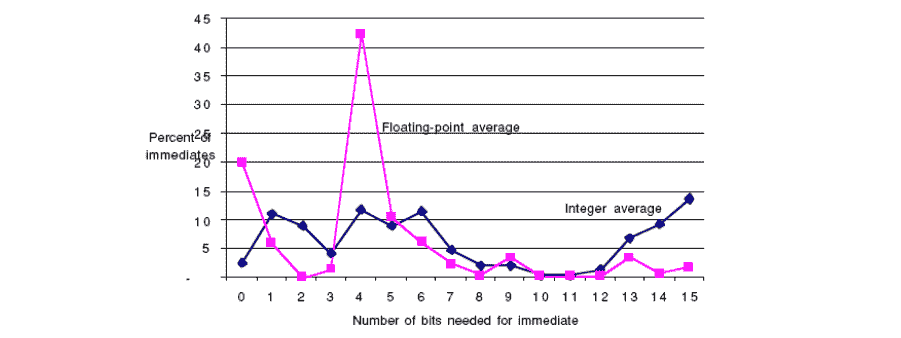 45
40
35
30
Floating-point average
25
Percent of
immediates
20
15
Integer average
10
5
-
0 1 2 3 4 5 6 7 8 9 10 11 12 13 14 15
Number of bits needed for immediate